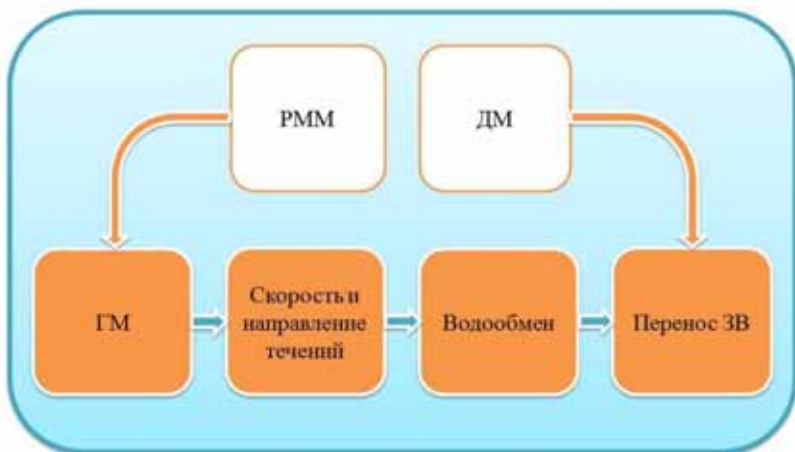 РММ
ДМ
ГМ
Скорость и
направление
течений
Водообмен
Перенос ЗВ